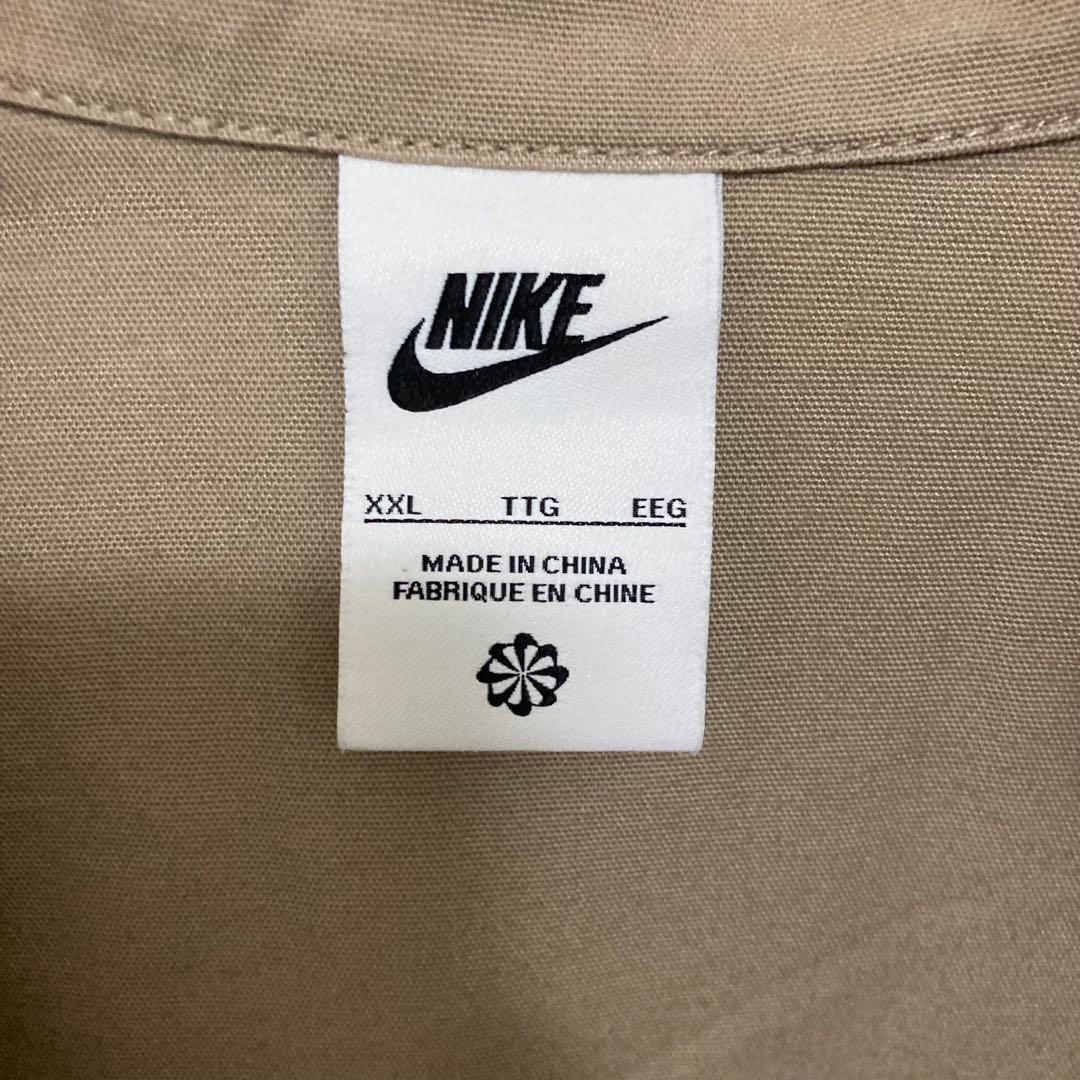 NIKE
XXL TTG EEG
MADE IN CHINA
FABRIQUE EN CHINE